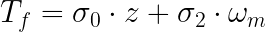 T_f = σ_0 · z + σ_2 · ω_m